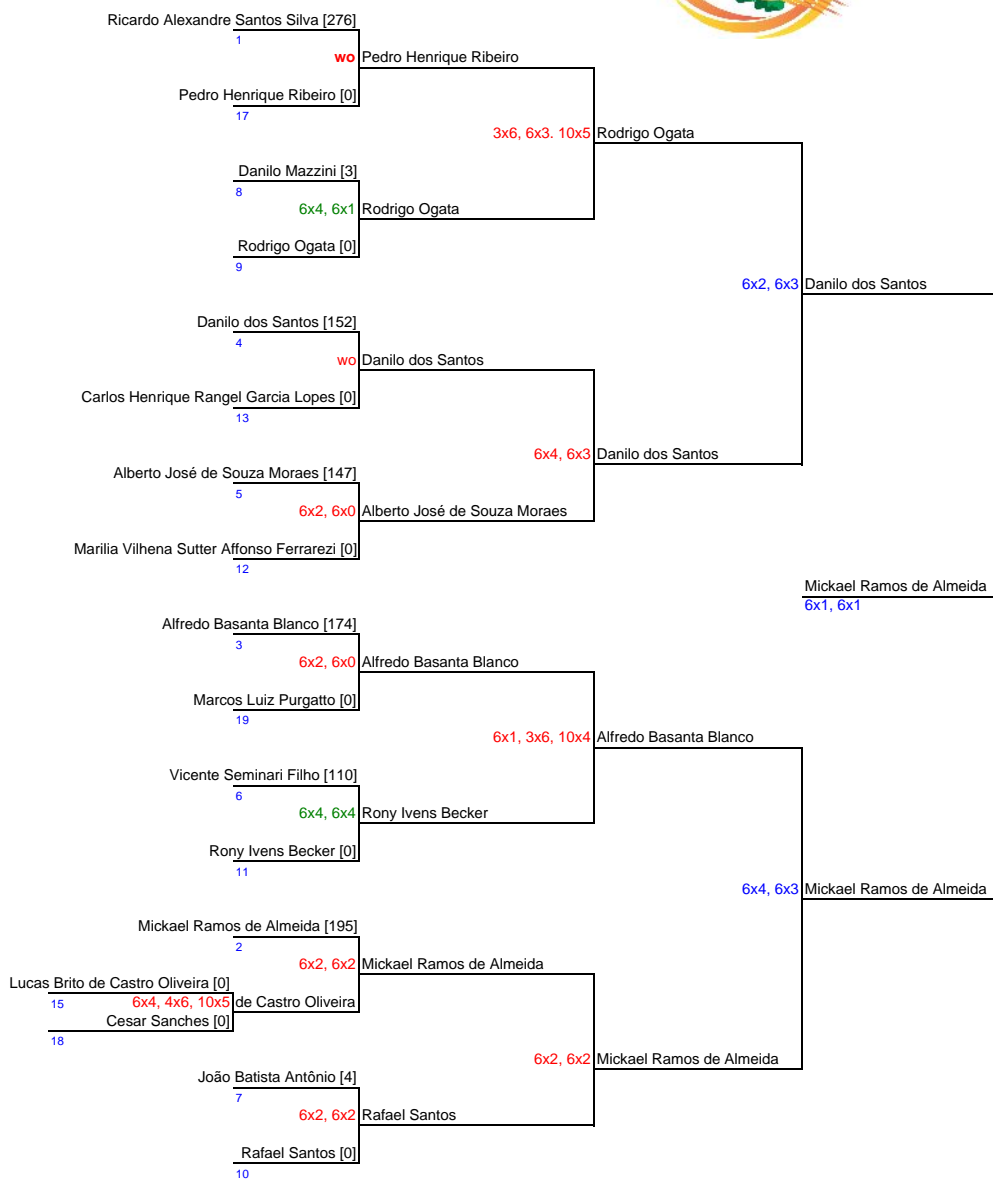 Ricardo Alexandre Santos Silva [276]
1
wo Pedro Henrique Ribeiro
Pedro Henrique Ribeiro [0]
17
3x6, 6x3. 10x5 Rodrigo Ogata
Danilo Mazzini [3]
8
6x4, 6x1 Rodrigo Ogata
Rodrigo Ogata [0]
9
6x2, 6x3 Danilo dos Santos
Danilo dos Santos [152]
4
wo Danilo dos Santos
Carlos Henrique Rangel Garcia Lopes [0]
13
6x4, 6x3 Danilo dos Santos
Alberto José de Souza Moraes [147]
5
6x2, 6x0 Alberto José de Souza Moraes
Marilia Vilhena Sutter Affonso Ferrarezi [0]
12
Mickael Ramos de Almeida
6x1, 6x1
Alfredo Basanta Blanco [174]
3
6x2, 6x0 Alfredo Basanta Blanco
Marcos Luiz Purgatto [0]
19
6x1, 3x6, 10x4 Alfredo Basanta Blanco
Vicente Seminari Filho [110]
6
6x4, 6x4 Rony Ivens Becker
Rony Ivens Becker [0]
11
6x4, 6x3 Mickael Ramos de Almeida
Mickael Ramos de Almeida [195]
2
6x2, 6x2 Mickael Ramos de Almeida
Lucas Brito de Castro Oliveira [0]
15 6x4, 4x6, 10x5 de Castro Oliveira
Cesar Sanches [0]
18
6x2, 6x2 Mickael Ramos de Almeida
João Batista Antônio [4]
7
6x2, 6x2 Rafael Santos
Rafael Santos [0]
10